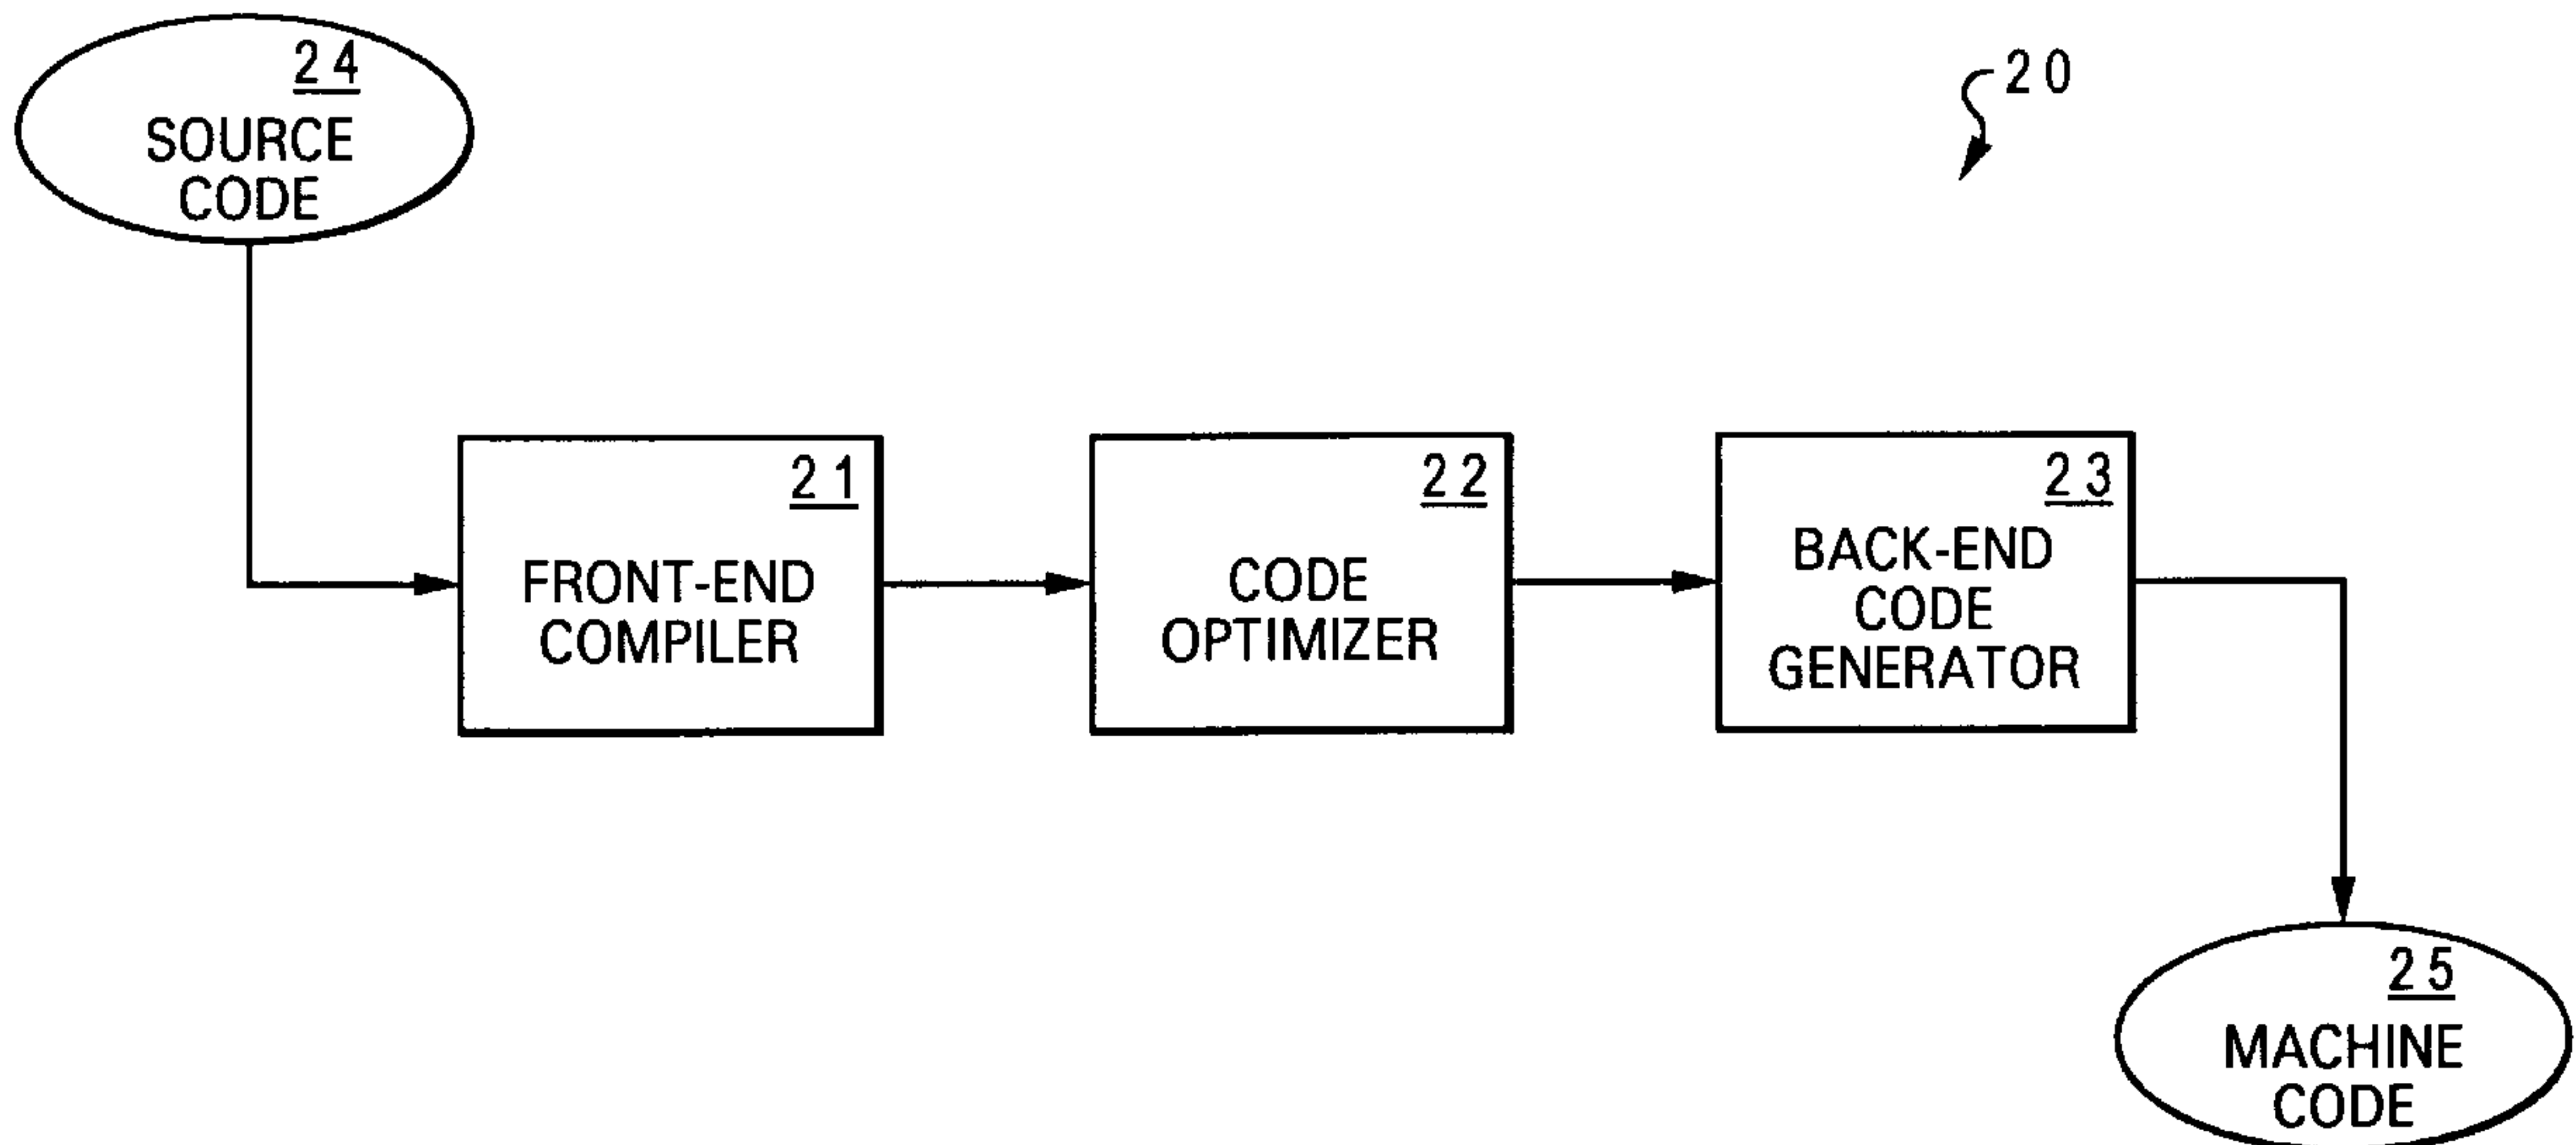 24
SOURCE
CODE
20
21
FRONT-END
COMPILER
22
CODE
OPTIMIZER
23
BACK-END
CODE
GENERATOR
25
MACHINE
CODE